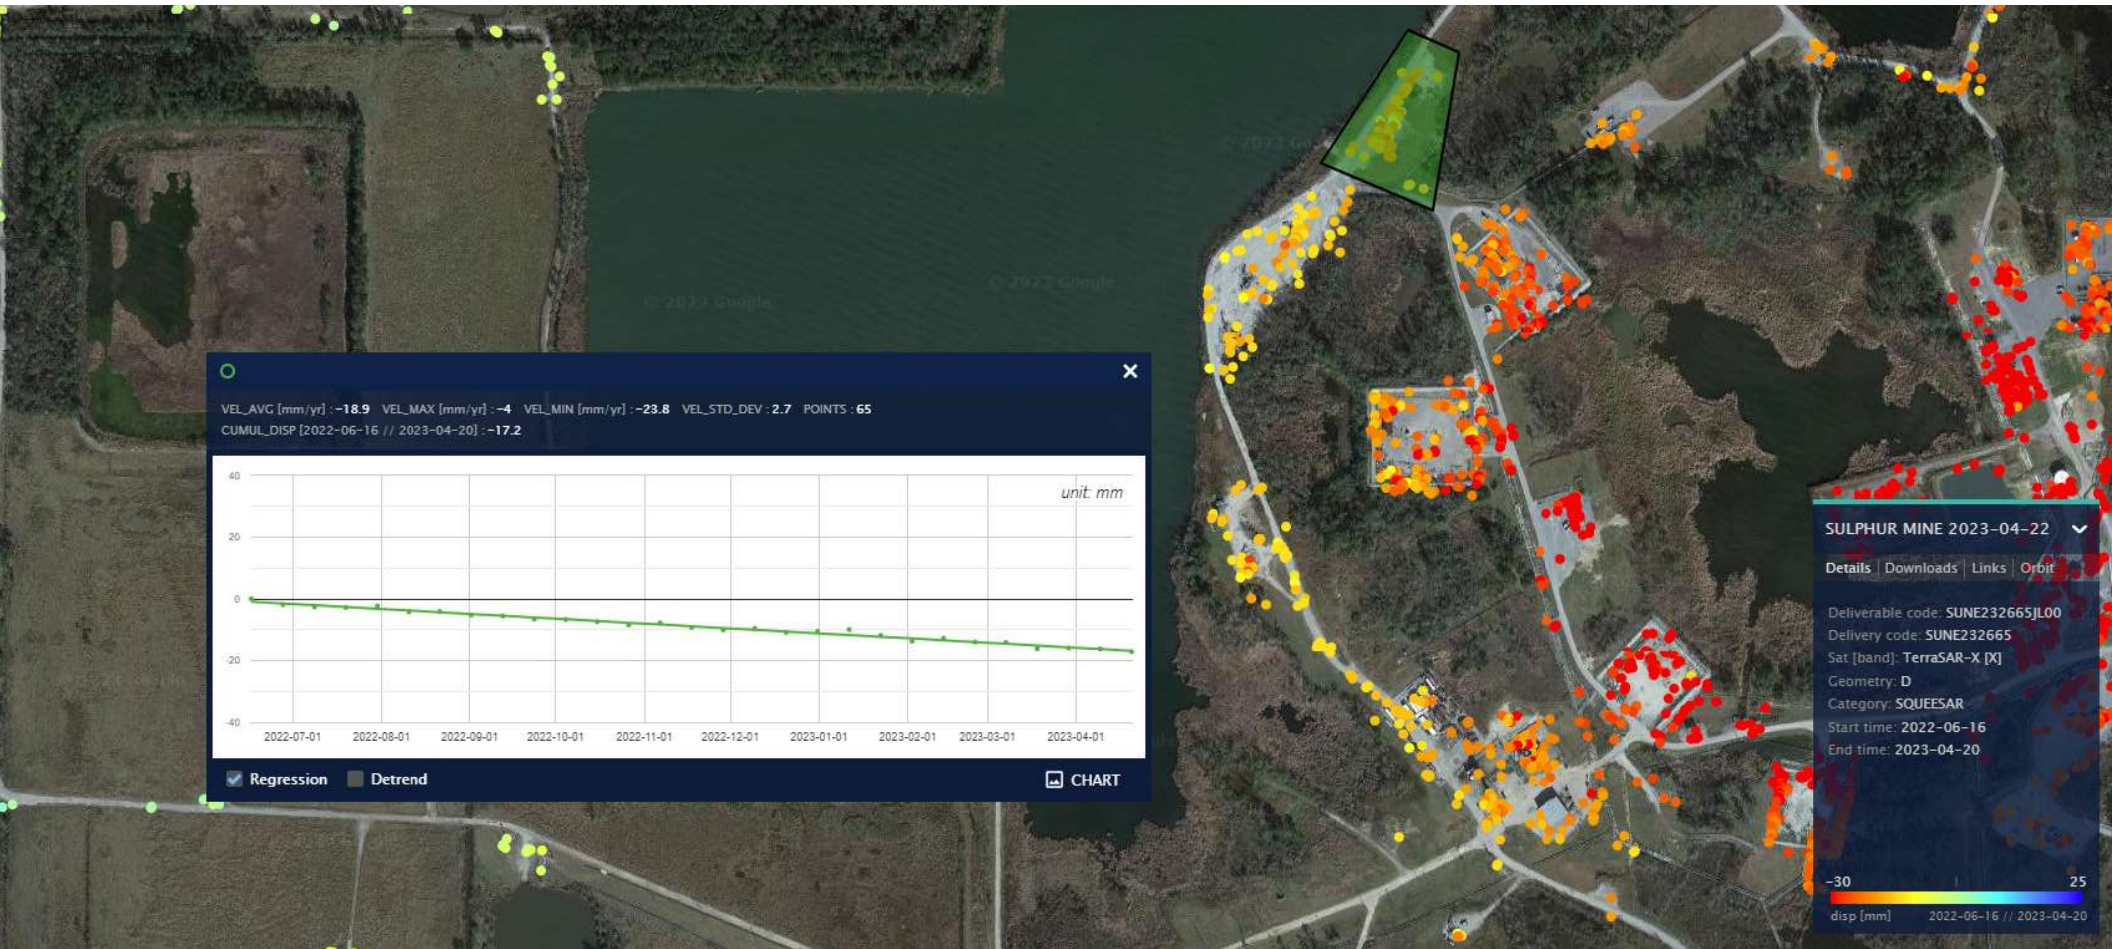 © 2023 Google
© 2023 Google
VEL_AVG [mm/yr] : -18.9 VEL_MAX [mm/yr] : -4 VEL_MIN [mm/yr] : -23.8 VEL_STD_DEV : 2.7 POINTS : 65
CUMUL_DISP [2022-06-16 // 2023-04-20] : -17.2
unit: mm
40
20
0
-20
-40
2022-07-01 2022-08-01 2022-09-01 2022-10-01 2022-11-01 2022-12-01 2023-01-01 2023-02-01 2023-03-01 2023-04-01
Regression Detrend CHART
SULPHUR MINE 2023-04-22
Details | Downloads | Links | Orbit
Deliverable code: SUNE232665JL00
Delivery code: SUNE232665
Sat [band]: TerraSAR-X [X]
Geometry: D
Category: SQUEESAR
Start time: 2022-06-16
End time: 2023-04-20
-30 25
disp [mm] 2022-06-16 // 2023-04-20